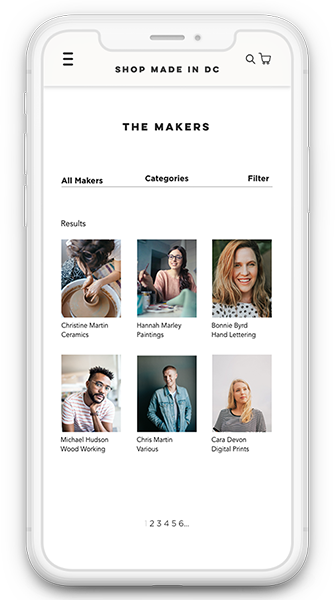 SHOP MADE IN DC
THE MAKERS
All Makers Categories Filter
Results
Christine Martin Hannah Marley Bonnie Byrd
Ceramics Paintings Hand Lettering
Michael Hudson Chris Martin Cara Devon
Wood Working Various Digital Prints
2 3 4 5 6...